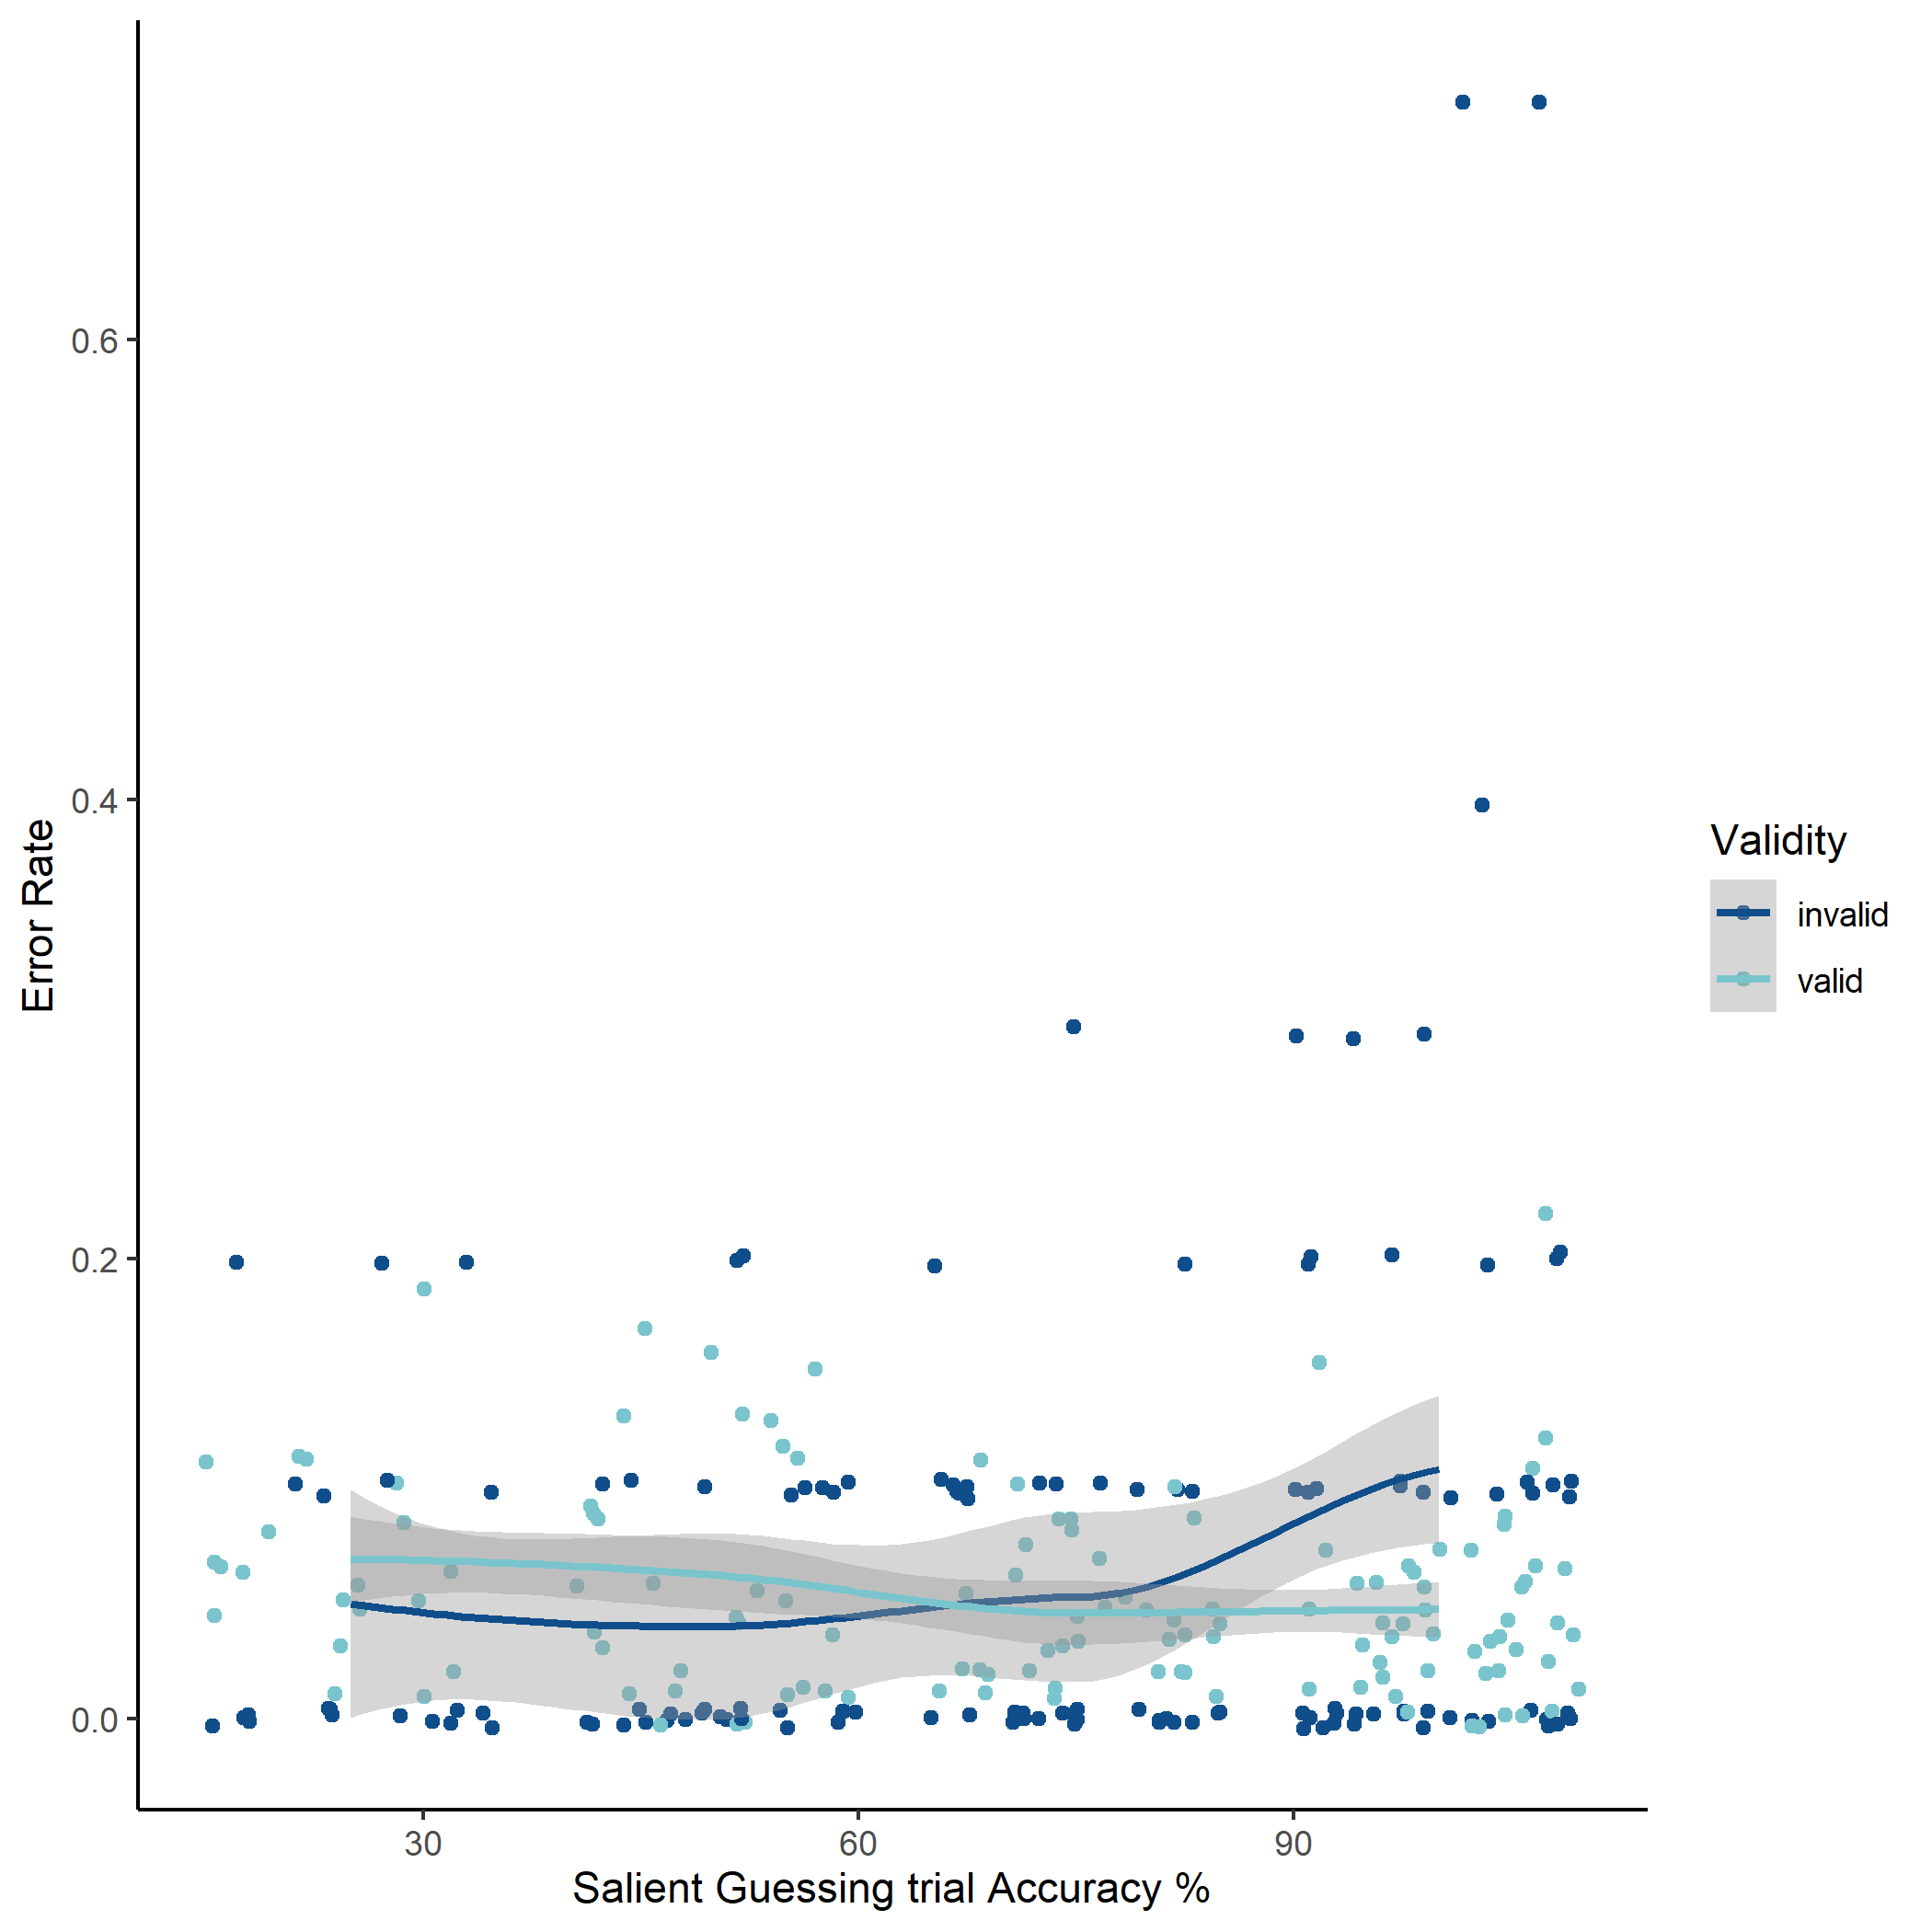 0.6
0.4
0.2
0.0
Error Rate
30 60 90
Salient Guessing trial Accuracy %
Validity
invalid
valid